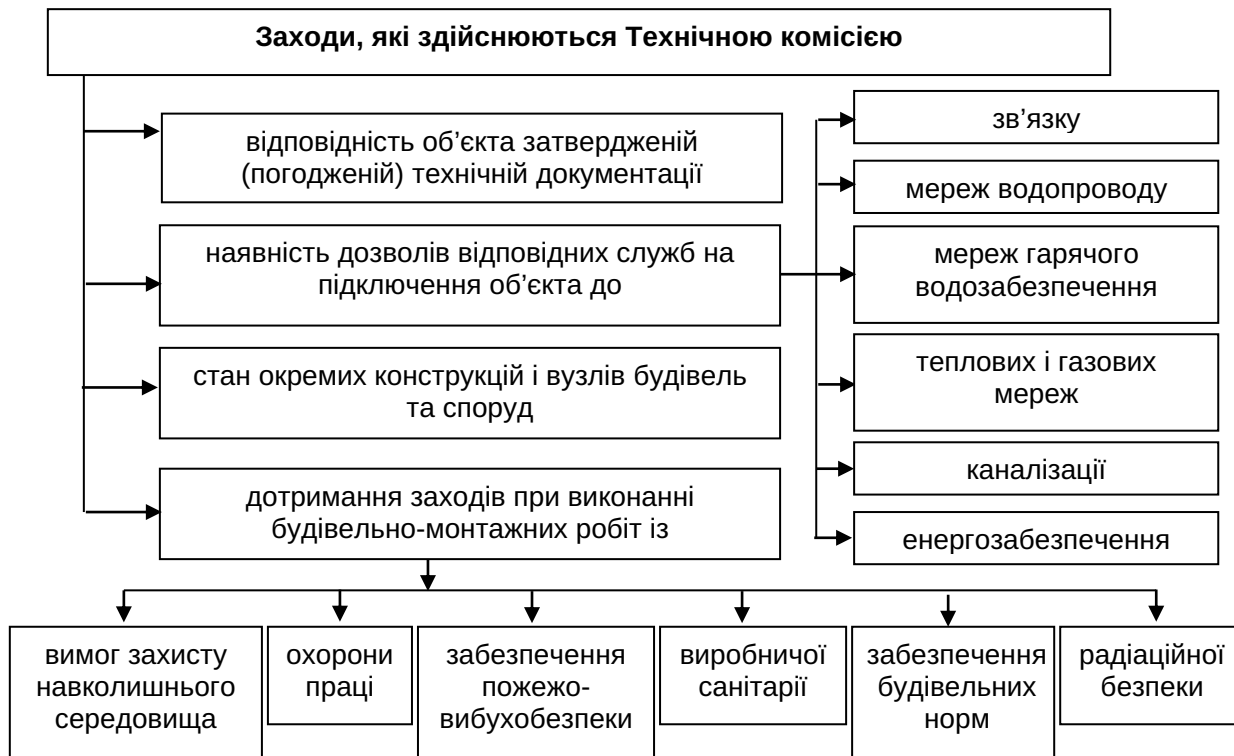 Заходи, які здійснюються Технічною комісією
відповідність об’єкта затвердженій
(погодженій) технічній документації
наявність дозволів відповідних служб на
підключення об’єкта до
стан окремих конструкцій і вузлів будівель
та споруд
дотримання заходів при виконанні
будівельно-монтажних робіт із
зв’язку
мереж водопроводу
мереж гарячого
водозабезпечення
теплових і газових
мереж
каналізації
енергозабезпечення
вимог захисту
навколишнього
середовища
охорони
праці
забезпечення
пожежо-
вибухобезпеки
виробничої
санітарії
забезпечення
будівельних
норм
радіаційної
безпеки